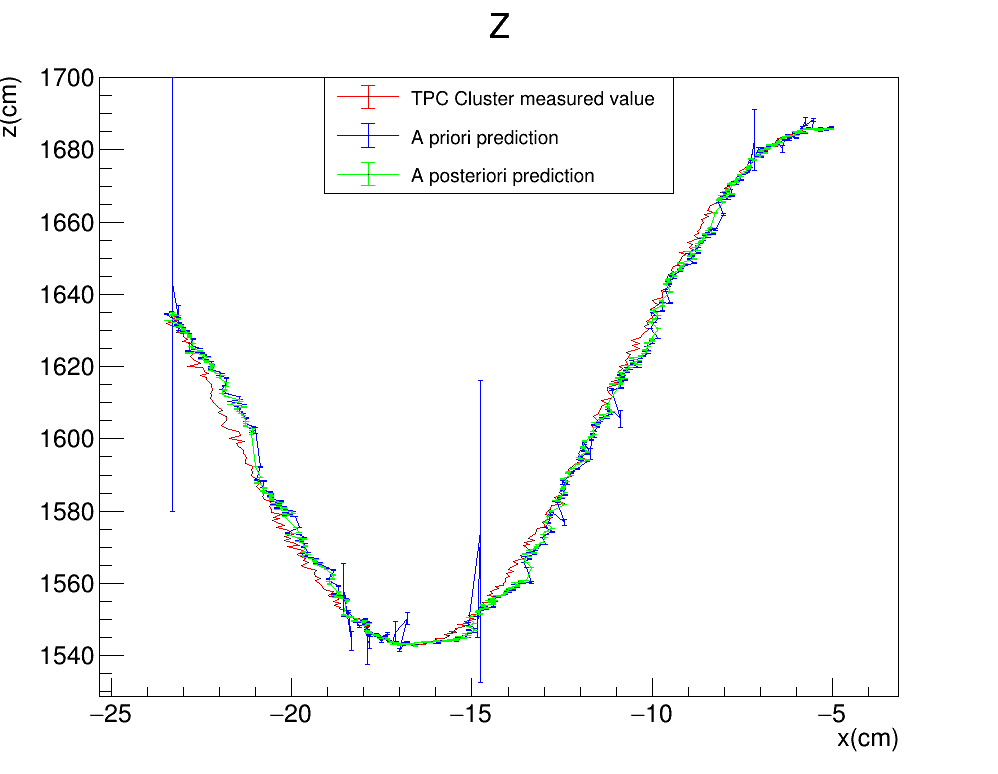 Z
z(cm)
1700
1680
1660
1640
1620
1600
1580
1560
1540
TPC Cluster measured value
A priori prediction
A posteriori prediction
−25 −20 −15 −10 −5
x(cm)